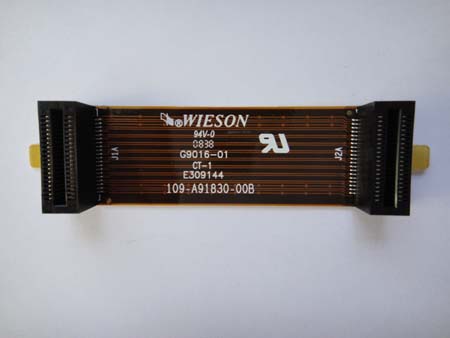 ®WIESON
94V-0
0838
G9016-01
CT-1
E309144
109-A91830-00B
J1A
J2A